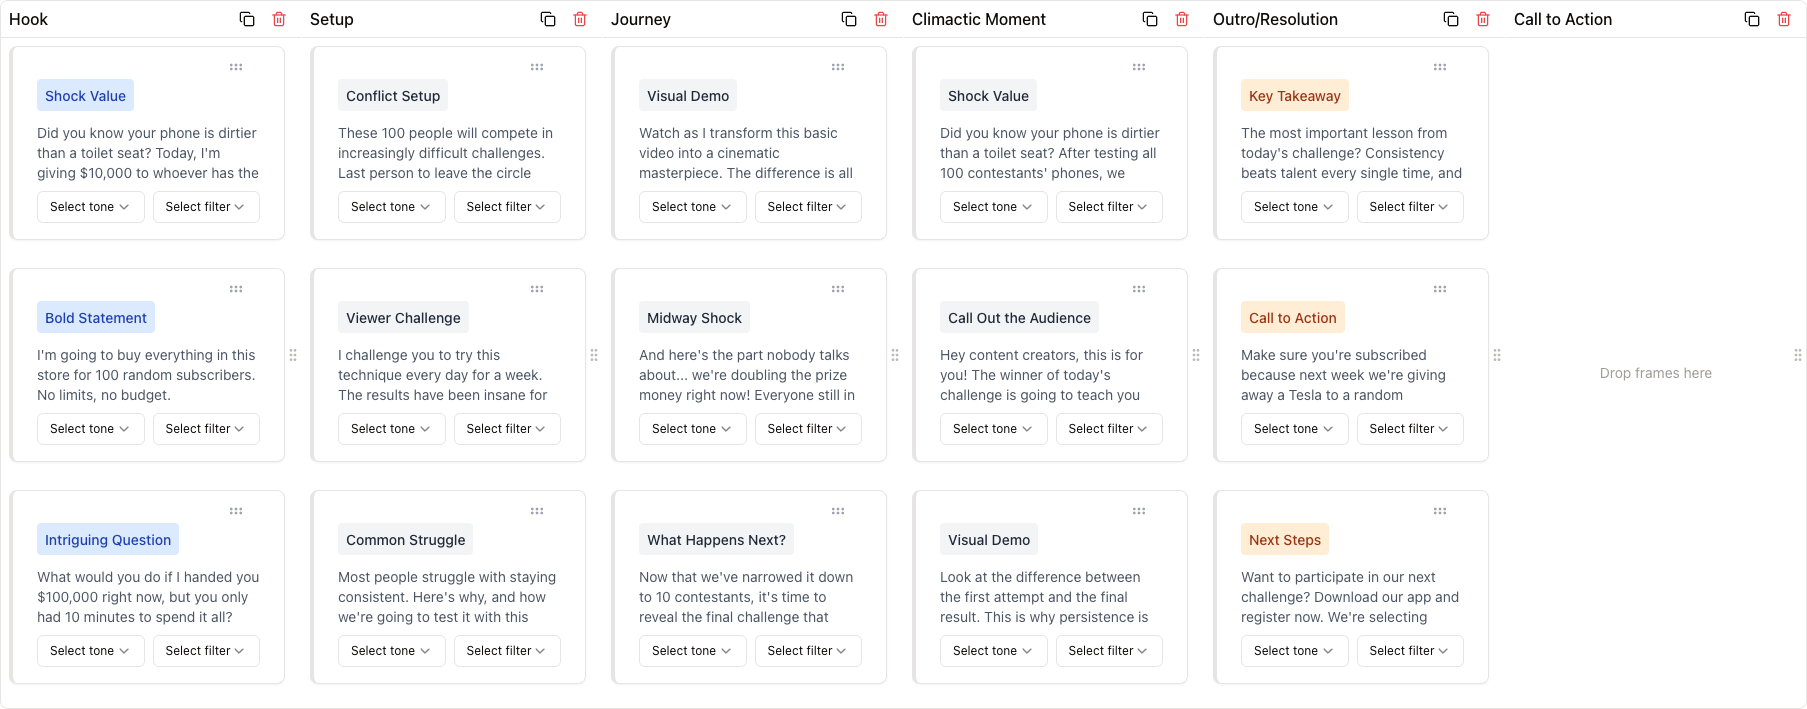 Hook
Setup
Journey
Climactic Moment
Outro/Resolution
Call to Action
Shock Value
Did you know your phone is dirtier
than a toilet seat? Today, I'm
giving $10,000 to whoever has the
Select tone
Select filter
Bold Statement
I'm going to buy everything in this
store for 100 random subscribers.
No limits, no budget.
Select tone
Select filter
Intriguing Question
What would you do if I handed you
$100,000 right now, but you only
had 10 minutes to spend it all?
Select tone
Select filter
Conflict Setup
These 100 people will compete in
increasingly difficult challenges.
Last person to leave the circle
Select tone
Select filter
Viewer Challenge
I challenge you to try this
technique every day for a week.
The results have been insane for
Select tone
Select filter
Common Struggle
Most people struggle with staying
consistent. Here's why, and how
we're going to test it with this
Select tone
Select filter
Visual Demo
Watch as I transform this basic
video into a cinematic
masterpiece. The difference is all
Select tone
Select filter
Midway Shock
And here's the part nobody talks
about... we're doubling the prize
money right now! Everyone still in
Select tone
Select filter
What Happens Next?
Now that we've narrowed it down
to 10 contestants, it's time to
reveal the final challenge that
Select tone
Select filter
Shock Value
Did you know your phone is dirtier
than a toilet seat? After testing all
100 contestants' phones, we
Select tone
Select filter
Call Out the Audience
Hey content creators, this is for
you! The winner of today's
challenge is going to teach you
Select tone
Select filter
Visual Demo
Look at the difference between
the first attempt and the final
result. This is why persistence is
Select tone
Select filter
Key Takeaway
The most important lesson from
today's challenge? Consistency
beats talent every single time, and
Select tone
Select filter
Call to Action
Make sure you're subscribed
because next week we're giving
away a Tesla to a random
Select tone
Select filter
Next Steps
Want to participate in our next
challenge? Download our app and
register now. We're selecting
Select tone
Select filter
Drop frames here